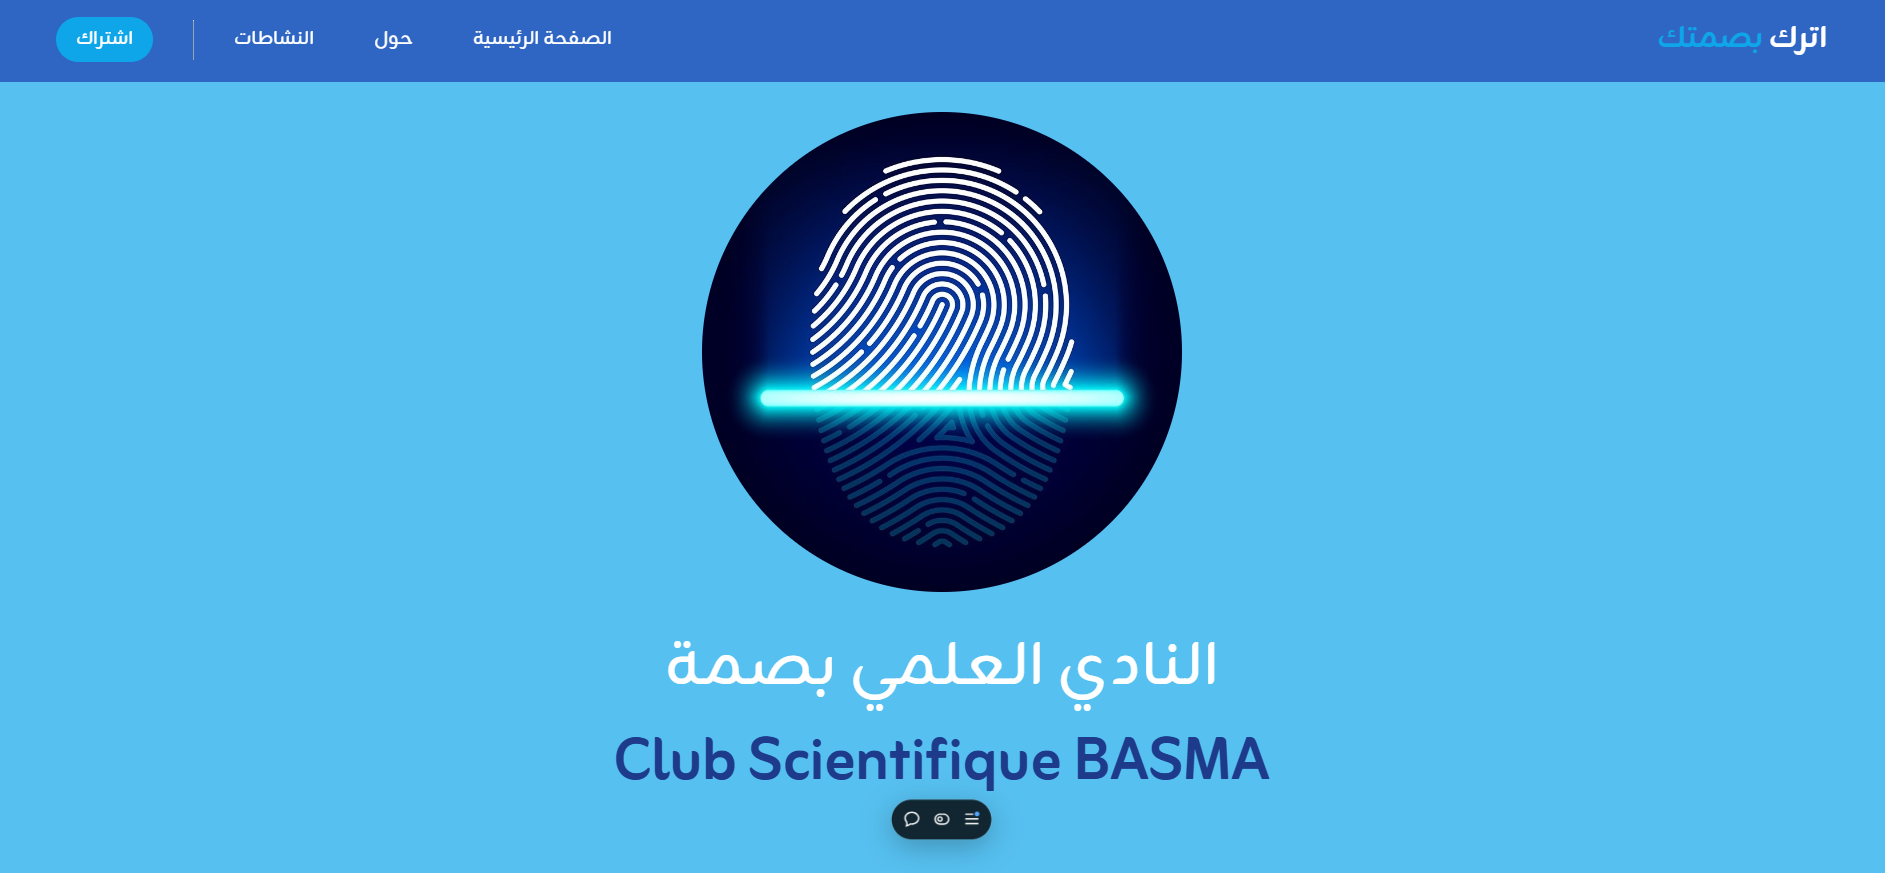 اترك بصمتك
الصفحة الرئيسية
حول
النشاطات
اشتراك
النادي العلمي بصمة
Club Scientifique BASMA